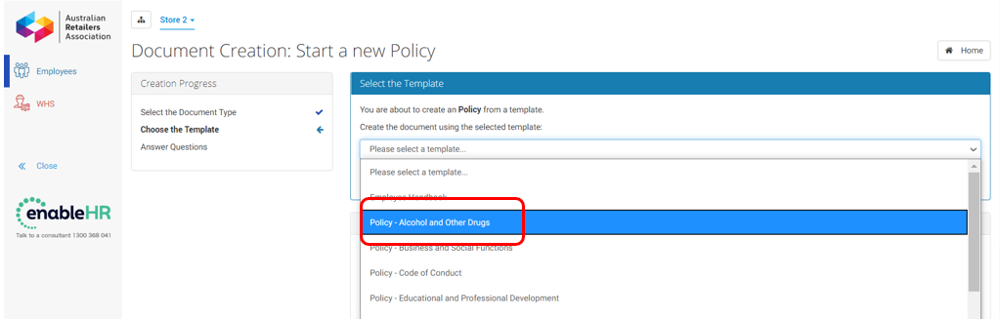 Australian
Retailers
Association
Store 2
Document Creation: Start a new Policy
Home
Employees
WHS
Close
enableHR
Talk to a consultant 1300 368 041
Creation Progress
Select the Document Type
Choose the Template
Answer Questions
Select the Template
You are about to create an Policy from a template.
Create the document using the selected template:
Please select a template...
Please select a template...
Employee Handbook
Policy - Alcohol and Other Drugs
Policy - Business and Social Functions
Policy - Code of Conduct
Policy - Educational and Professional Development